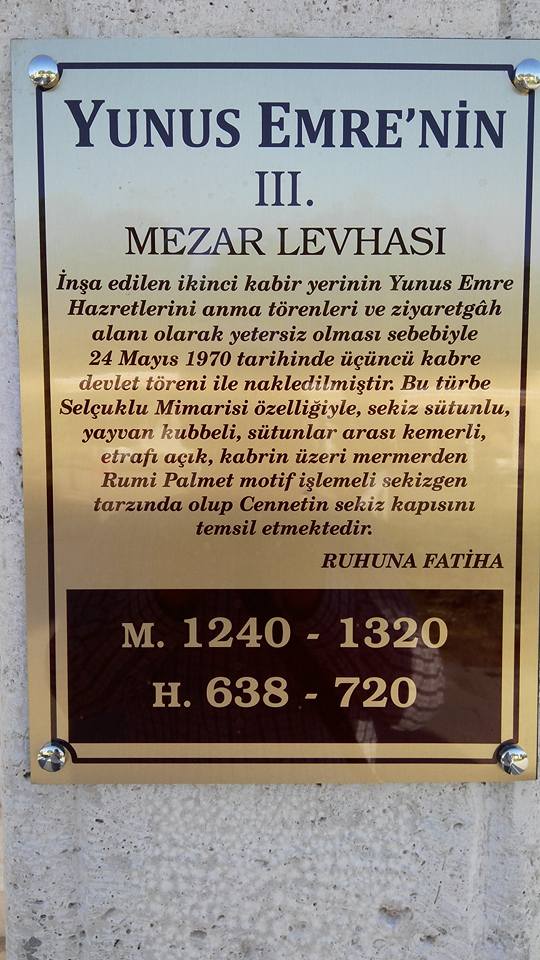 YUNUS EMRE'NİN
III.
MEZAR LEVHASI
İnşa edilen ikinci kabir yerinin Yunus Emre
Hazretlerini anma törenleri ve ziyaretgâh
alanı olarak yetersiz olması sebebiyle
24 Mayıs 1970 tarihinde üçüncü kabre
devlet töreni ile nakledilmiştir. Bu türbe
Selçuklu Mimarisi özelliğiyle, sekiz sütunlu,
yayvan kubbeli, sütunlar arası kemerli,
etrafı açık, kabrin üzeri mermerden
Rumi Palmet motif işlemeli sekizgen
tarzında olup Cennetin sekiz kapısını
temsil etmektedir.
RUHUNA FATİHA
M. 1240 - 1320
H. 638 - 720